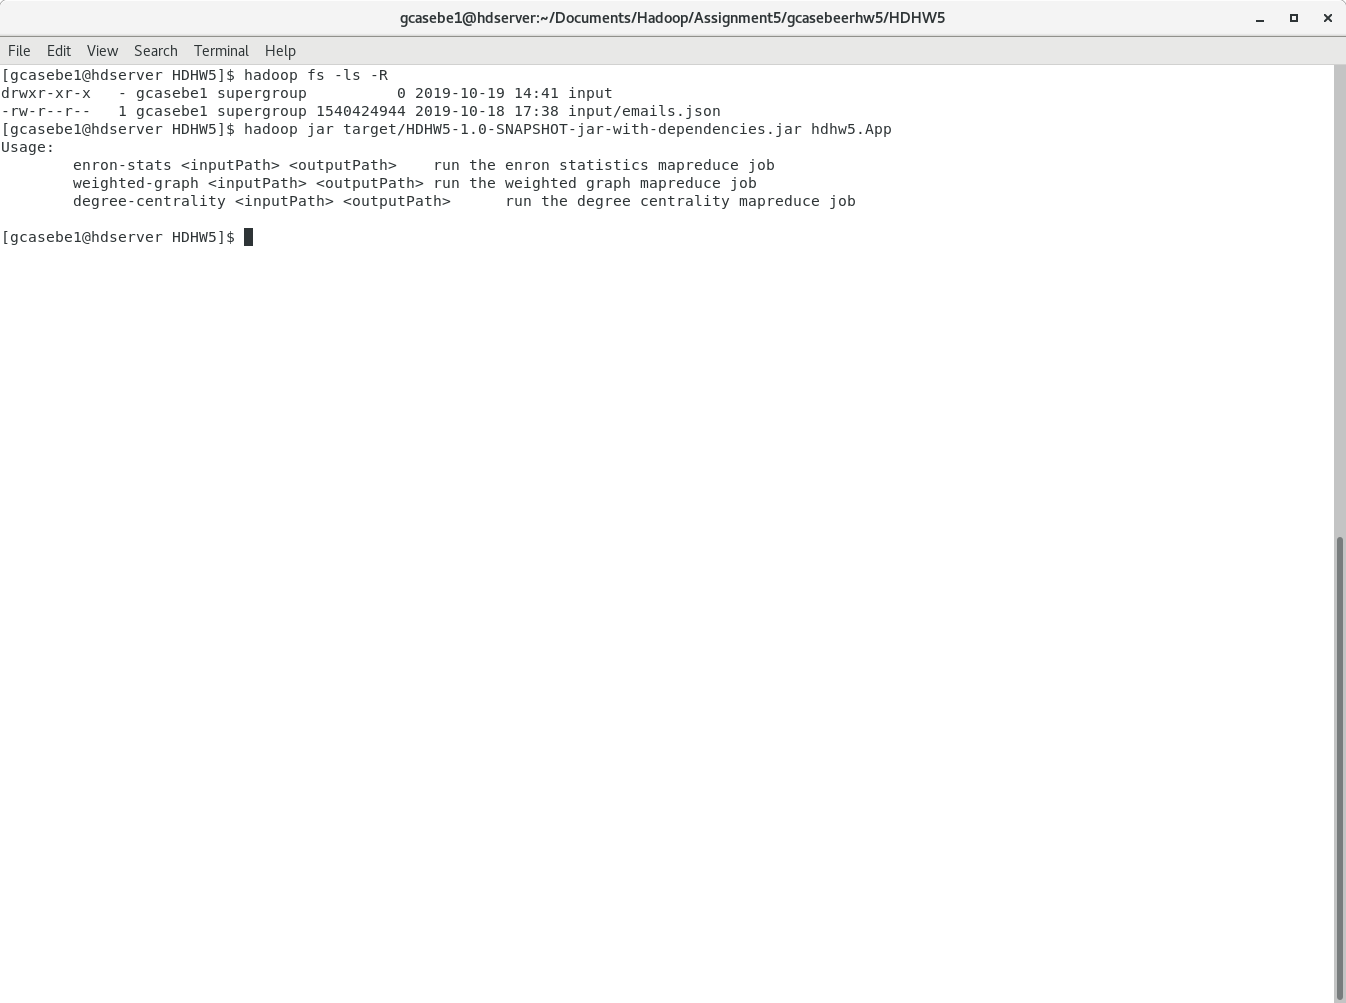 gcasebe1@hdserver:~/Documents/Hadoop/Assignment5/gcasebeerhw5/HDHW5
File Edit View Search Terminal Help
[gcasebe1@hdserver HDHW5]$ hadoop fs -ls -R
drwxr-xr-x   - gcasebe1 supergroup          0 2019-10-19 14:41 input
-rw-r--r--   1 gcasebe1 supergroup 1540424944 2019-10-18 17:38 input/emails.json
[gcasebe1@hdserver HDHW5]$ hadoop jar target/HDHW5-1.0-SNAPSHOT-jar-with-dependencies.jar hdhw5.App
Usage:
        enron-stats <inputPath> <outputPath>    run the enron statistics mapreduce job
        weighted-graph <inputPath> <outputPath> run the weighted graph mapreduce job
        degree-centrality <inputPath> <outputPath>      run the degree centrality mapreduce job
[gcasebe1@hdserver HDHW5]$